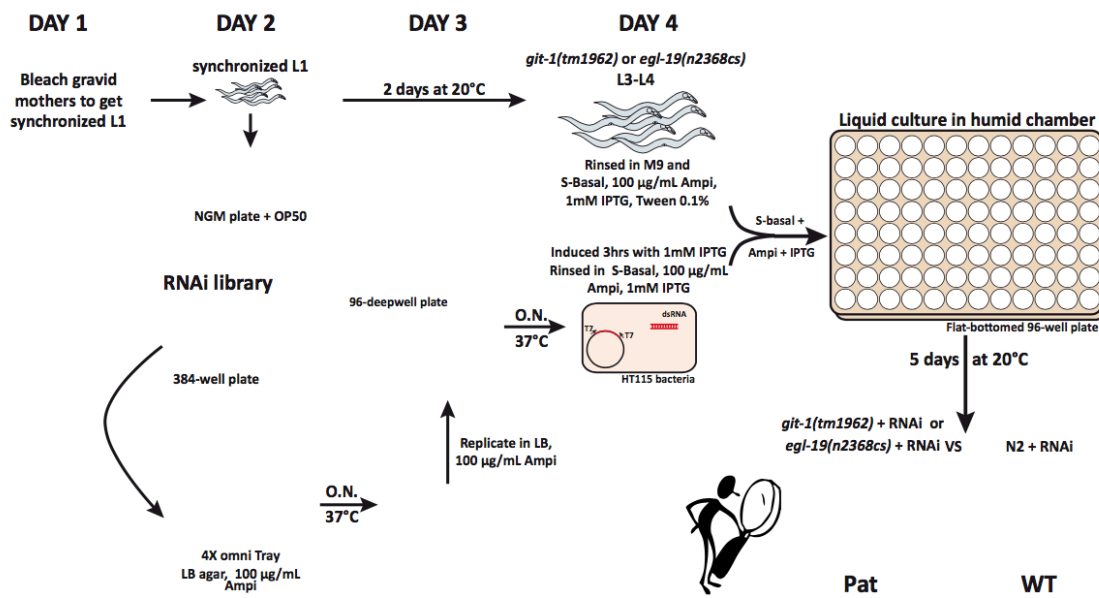 DAY 1
DAY 2
DAY 3
DAY 4
Bleach gravid
mothers to get
synchronized L1
synchronized L1
2 days at 20°C
git-1(tm1962) or egl-19(n2368cs)
L3-L4
Rinsed in M9 and
S-Basal, 100 µg/mL Ampi,
1mM IPTG, Tween 0.1%
NGM plate + OP50
Liquid culture in humid chamber
S-basal +
Ampi + IPTG
Flat-bottomed 96-well plate
RNAi library
384-well plate
4X omni Tray
LB agar, 100 µg/mL
Ampi
O.N.
37°C
Replicate in LB,
100 µg/mL Ampi
96-deepwell plate
O.N.
37°C
Induced 3hrs with 1mM IPTG
Rinsed in S-Basal, 100 µg/mL
Ampi, 1mM IPTG
dsRNA
T7
T7
HT115 bacteria
5 days at 20°C
git-1(tm1962) + RNAi or
egl-19(n2368cs) + RNAi VS
N2 + RNAi
Pat
WT